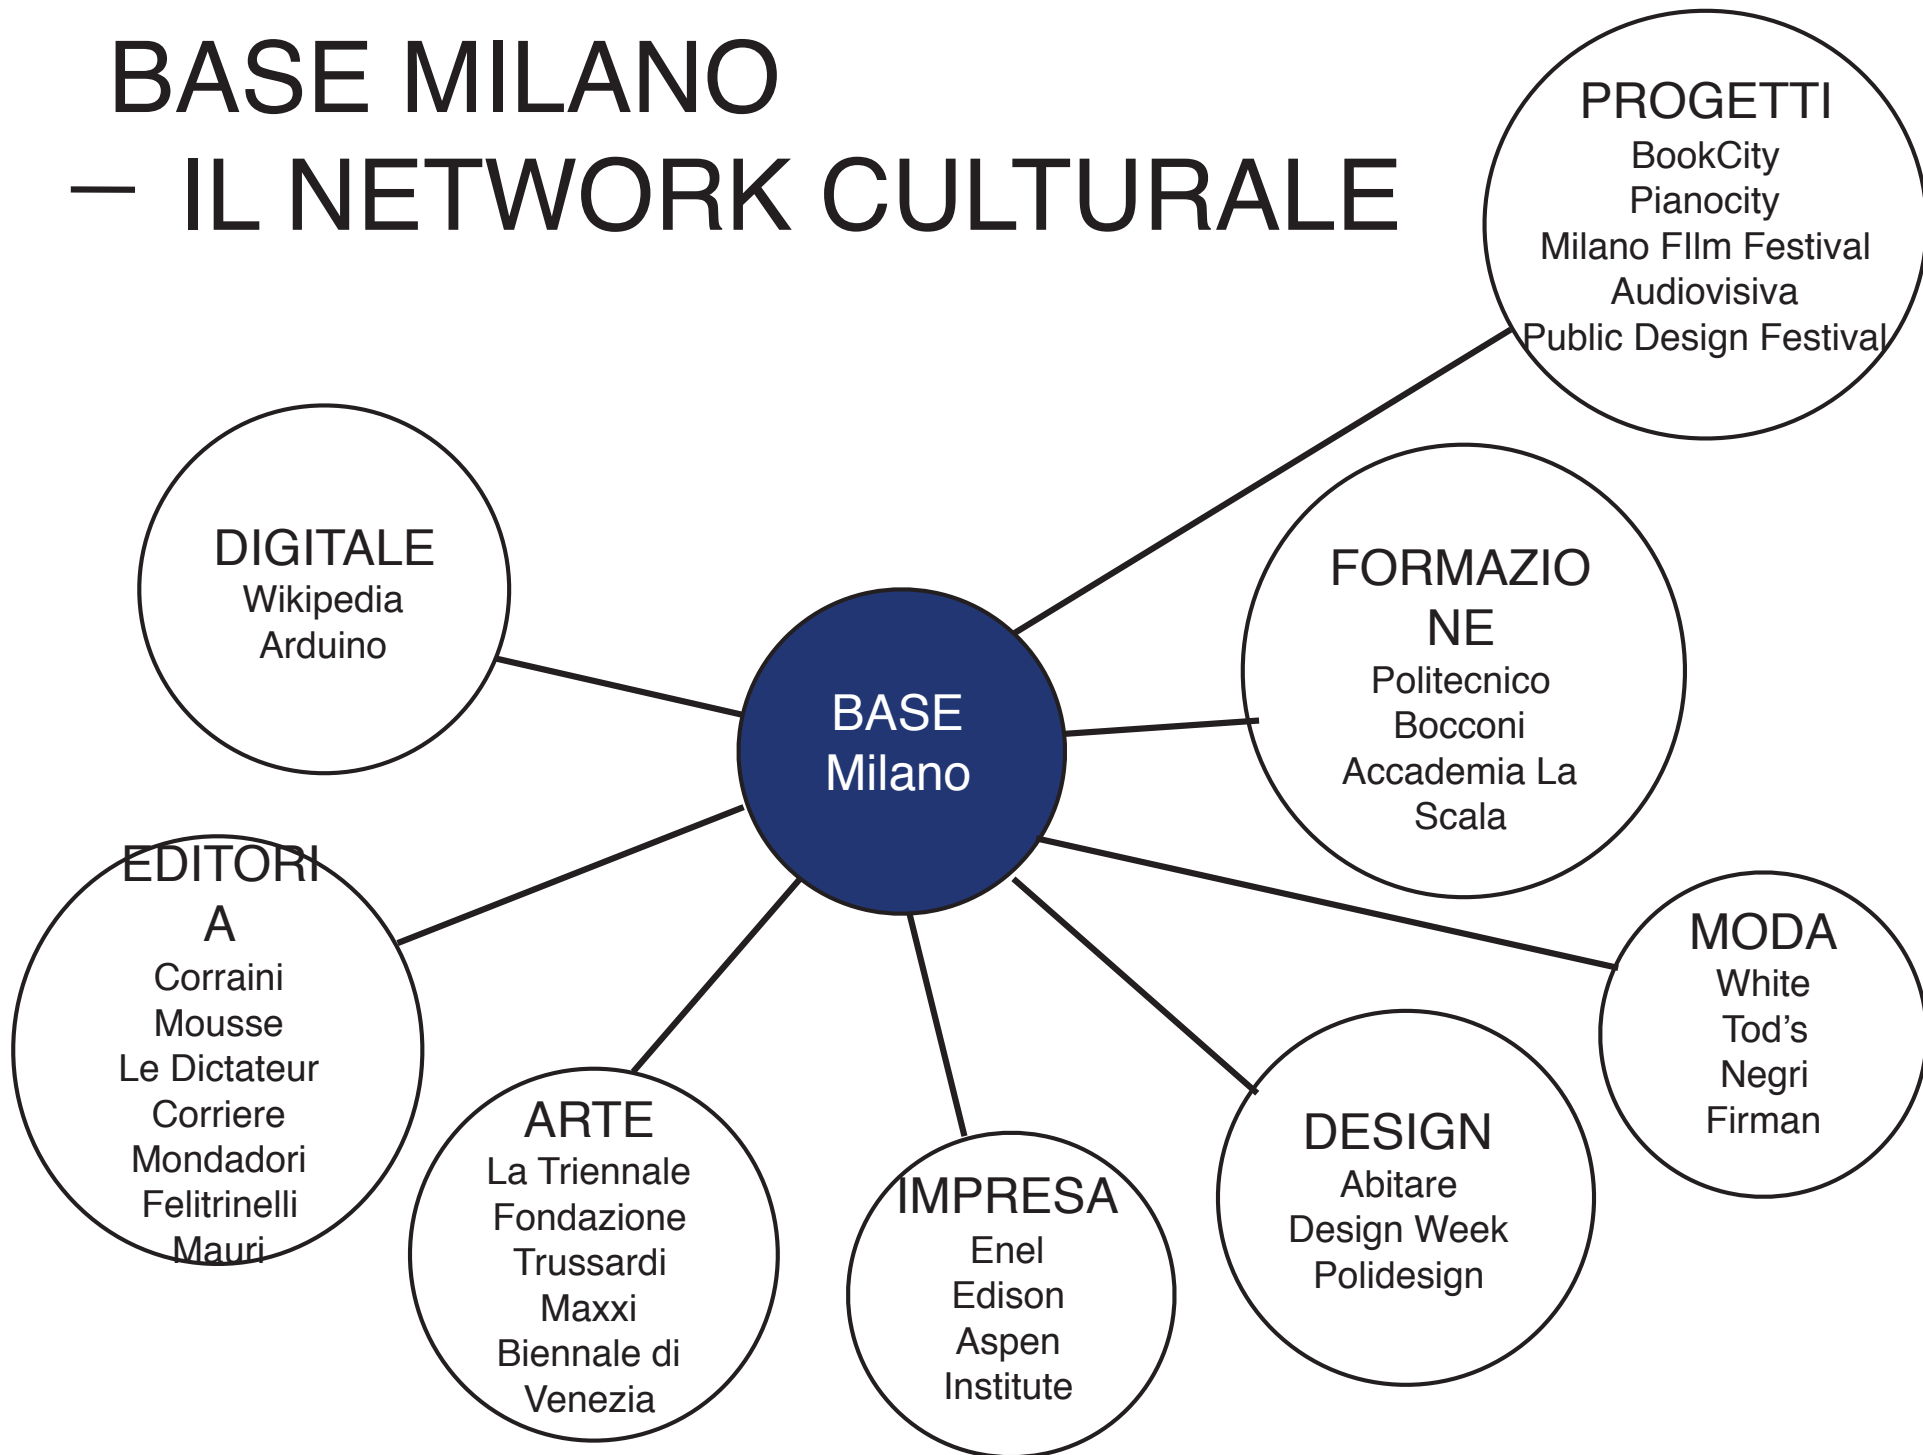 BASE MILANO
— IL NETWORK CULTURALE
PROGETTI
BookCity
Pianocity
Milano FIlm Festival
Audiovisiva
Public Design Festival
DIGITALE
Wikipedia
Arduino
BASE
Milano
FORMAZIO
NE
Politecnico
Bocconi
Accademia La
Scala
EDITORI
A
Corraini
Mousse
Le Dictateur
Corriere
Mondadori
Felitrinelli
Mauri
ARTE
La Triennale
Fondazione
Trussardi
Maxxi
Biennale di
Venezia
IMPRESA
Enel
Edison
Aspen
Institute
DESIGN
Abitare
Design Week
Polidesign
MODA
White
Tod’s
Negri
Firman